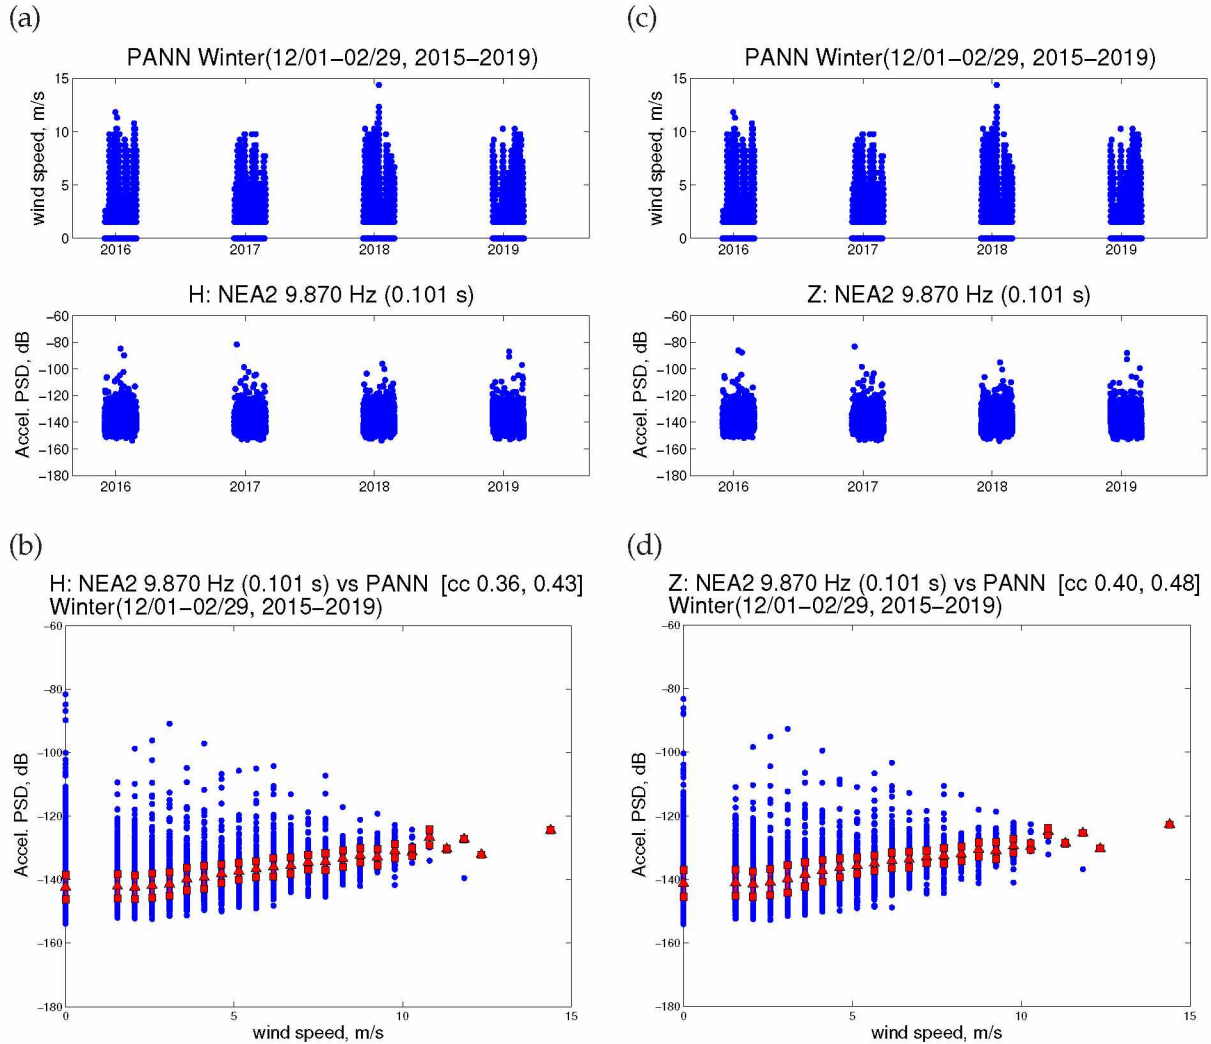 (a)
PANN Winter(12/01−02/29, 2015−2019)
15
10
5
0
wind speed, m/s
2016 2017 2018 2019
H: NEA2 9.870 Hz (0.101 s)
−60
−80
−100
−120
−140
−160
−180
Accel. PSD, dB
2016 2017 2018 2019
(b)
H: NEA2 9.870 Hz (0.101 s) vs PANN [cc 0.36, 0.43]
Winter(12/01−02/29, 2015−2019)
−60
−80
−100
−120
−140
−160
−180
Accel. PSD, dB
0 5 10 15
wind speed, m/s
(c)
PANN Winter(12/01−02/29, 2015−2019)
15
10
5
0
wind speed, m/s
2016 2017 2018 2019
Z: NEA2 9.870 Hz (0.101 s)
−60
−80
−100
−120
−140
−160
−180
Accel. PSD, dB
2016 2017 2018 2019
(d)
Z: NEA2 9.870 Hz (0.101 s) vs PANN [cc 0.40, 0.48]
Winter(12/01−02/29, 2015−2019)
−60
−80
−100
−120
−140
−160
−180
Accel. PSD, dB
0 5 10 15
wind speed, m/s